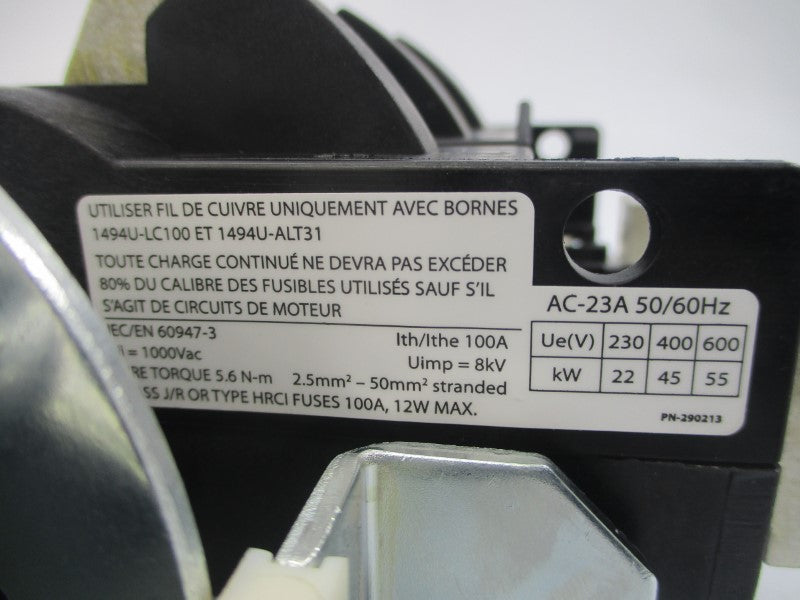 UTILISER FIL DE CUIVRE UNIQUEMENT AVEC BORNES
1494U-LC100 ET 1494U-ALT31
TOUTE CHARGE CONTINUÉ NE DEVRA PAS EXCÉDER
80% DU CALIBRE DES FUSIBLES UTILISÉS SAUF S'IL
S'AGIT DE CIRCUITS DE MOTEUR
IEC/EN 60947-3
Ith/Ithe 100A
= 1000Vac
Uimp = 8kV
TORQUE 5.6 N-m 2.5mm² – 50mm² stranded
J/R OR TYPE HRCI FUSES 100A, 12W MAX.
AC-23A 50/60Hz
Ue(V) 230 400 600
kW 22 45 55
PN-290213